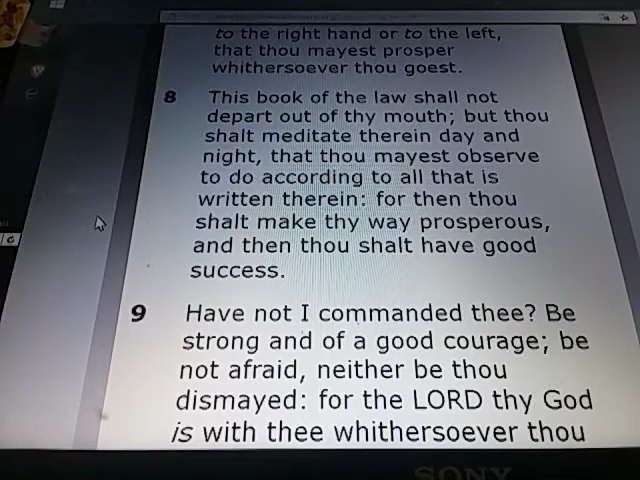 to the right hand or to the left,
that thou mayest prosper
whithersoever thou goest.
8 This book of the law shall not
depart out of thy mouth; but thou
shalt meditate therein day and
night, that thou mayest observe
to do according to all that is
written therein: for then thou
shalt make thy way prosperous,
and then thou shalt have good
success.
9 Have not I commanded thee? Be
strong and of a good courage; be
not afraid, neither be thou
dismayed: for the LORD thy God
is with thee whithersoever thou
SONY